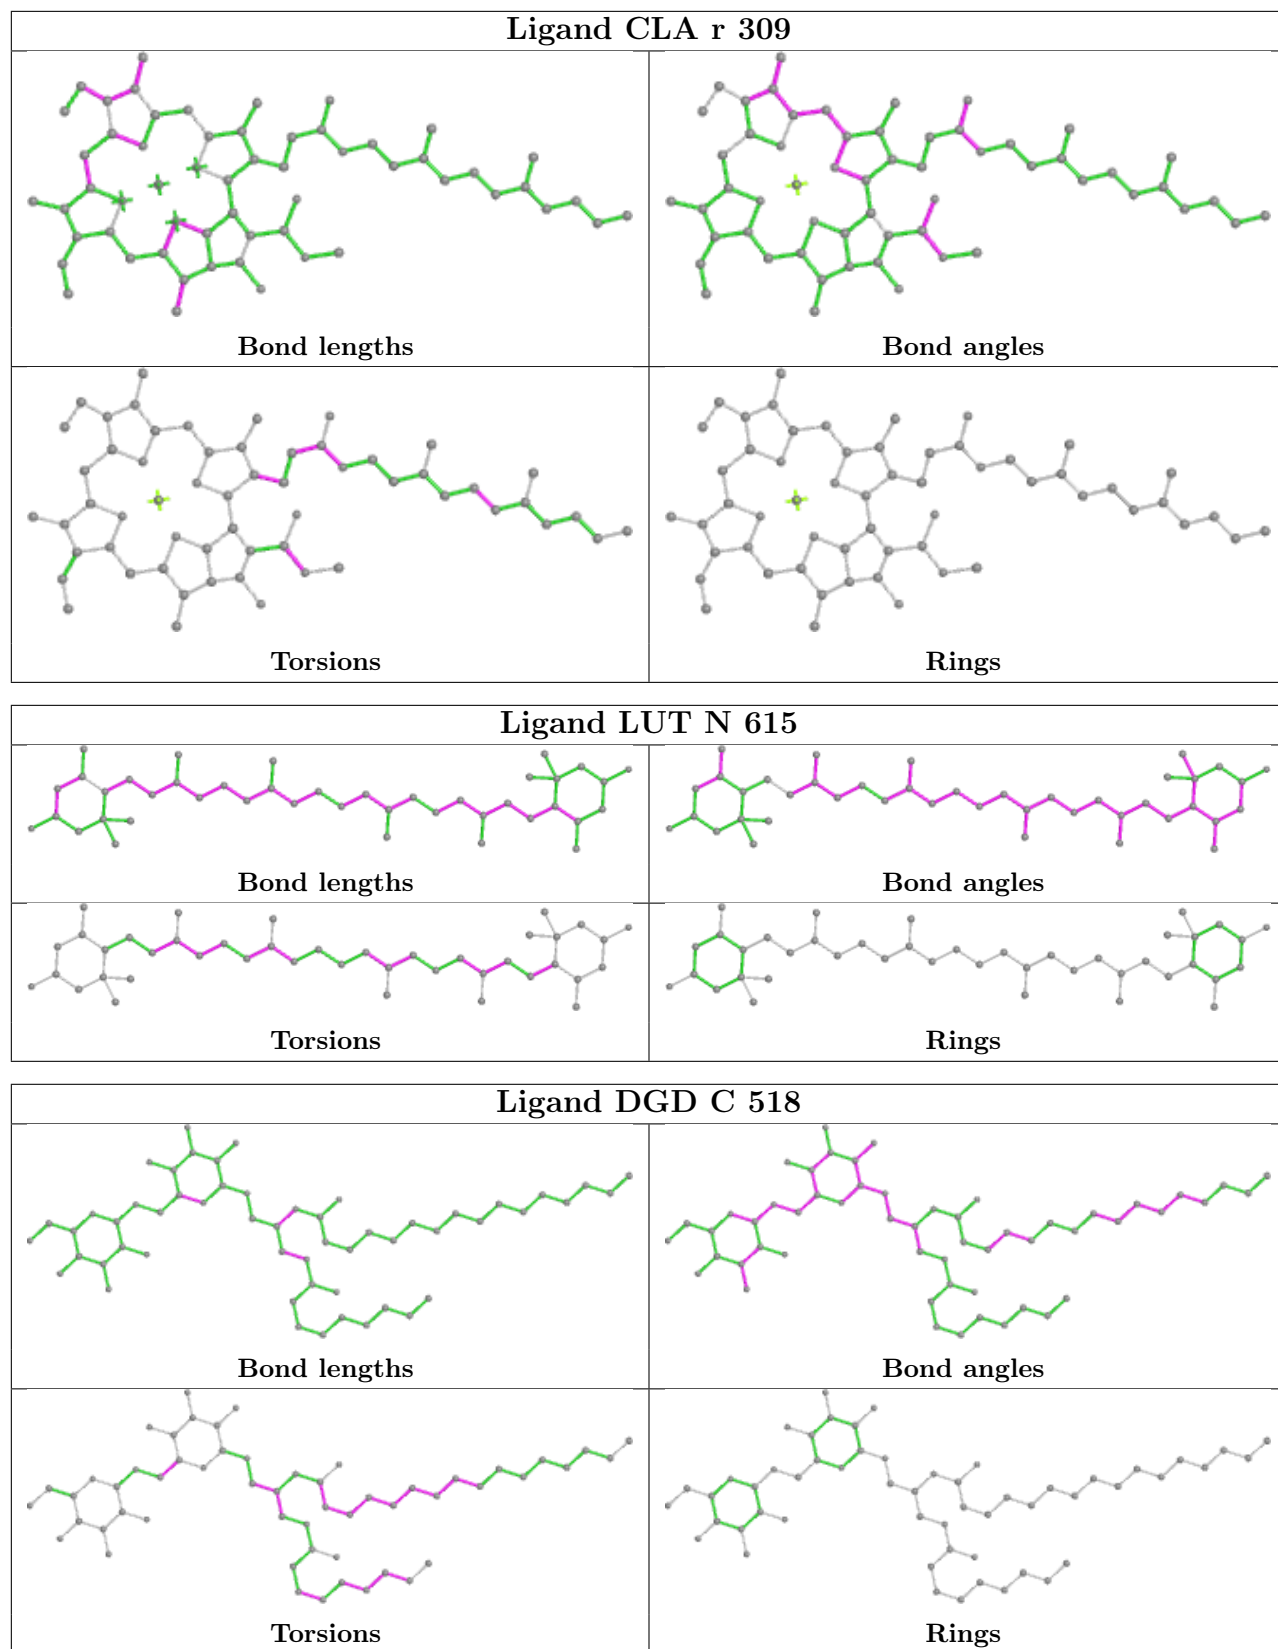 Ligand CLA r 309
Bond lengths
Bond angles
Torsions
Rings
Ligand LUT N 615
Bond lengths
Bond angles
Torsions
Rings
Ligand DGD C 518
Bond lengths
Bond angles
Torsions
Rings